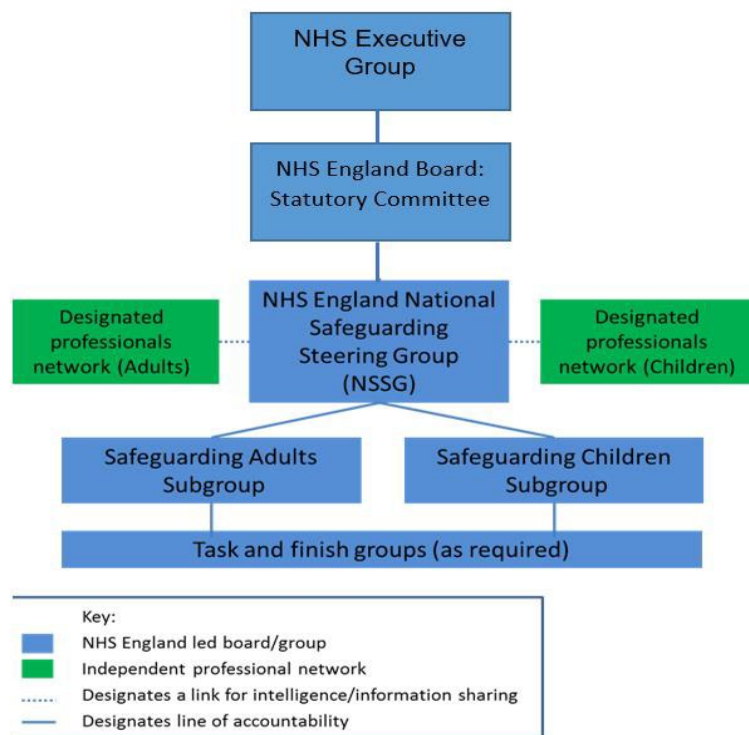 NHS Executive
Group
NHS England Board:
Statutory Committee
NHS England National
Safeguarding
Steering Group
(NSSG)
Designated
professionals
network (Adults)
Designated
professionals
network (Children)
Safeguarding Adults
Subgroup
Safeguarding Children
Subgroup
Task and finish groups (as required)
Key:
NHS England led board/group
Independent professional network
Designates a link for intelligence/information sharing
Designates line of accountability